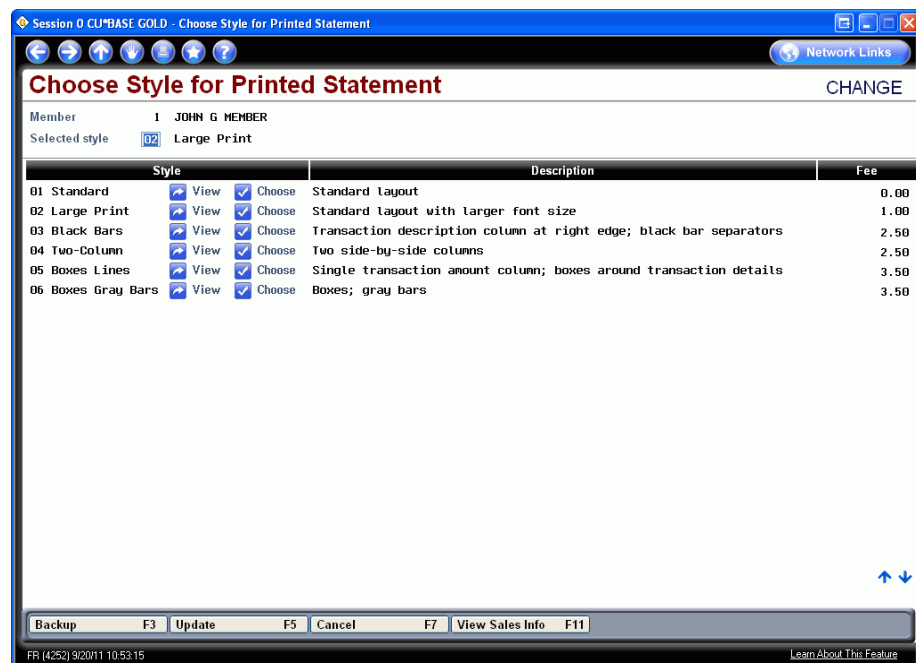 Session 0 CU*BASE GOLD - Choose Style for Printed Statement
Network Links
Choose Style for Printed Statement CHANGE
Member 1 JOHN G MEMBER
Selected style 02 Large Print
Style Description Fee
01 Standard View Choose Standard layout 0.00
02 Large Print View Choose Standard layout with larger font size 1.00
03 Black Bars View Choose Transaction description column at right edge; black bar separators 2.50
04 Two-Column View Choose Two side-by-side columns 2.50
05 Boxes Lines View Choose Single transaction amount column; boxes around transaction details 3.50
06 Boxes Gray Bars View Choose Boxes; gray bars 3.50
Backup F3 Update F5 Cancel F7 View Sales Info F11
FR (4252) 9/20/11 10:53:15 Learn About This Feature